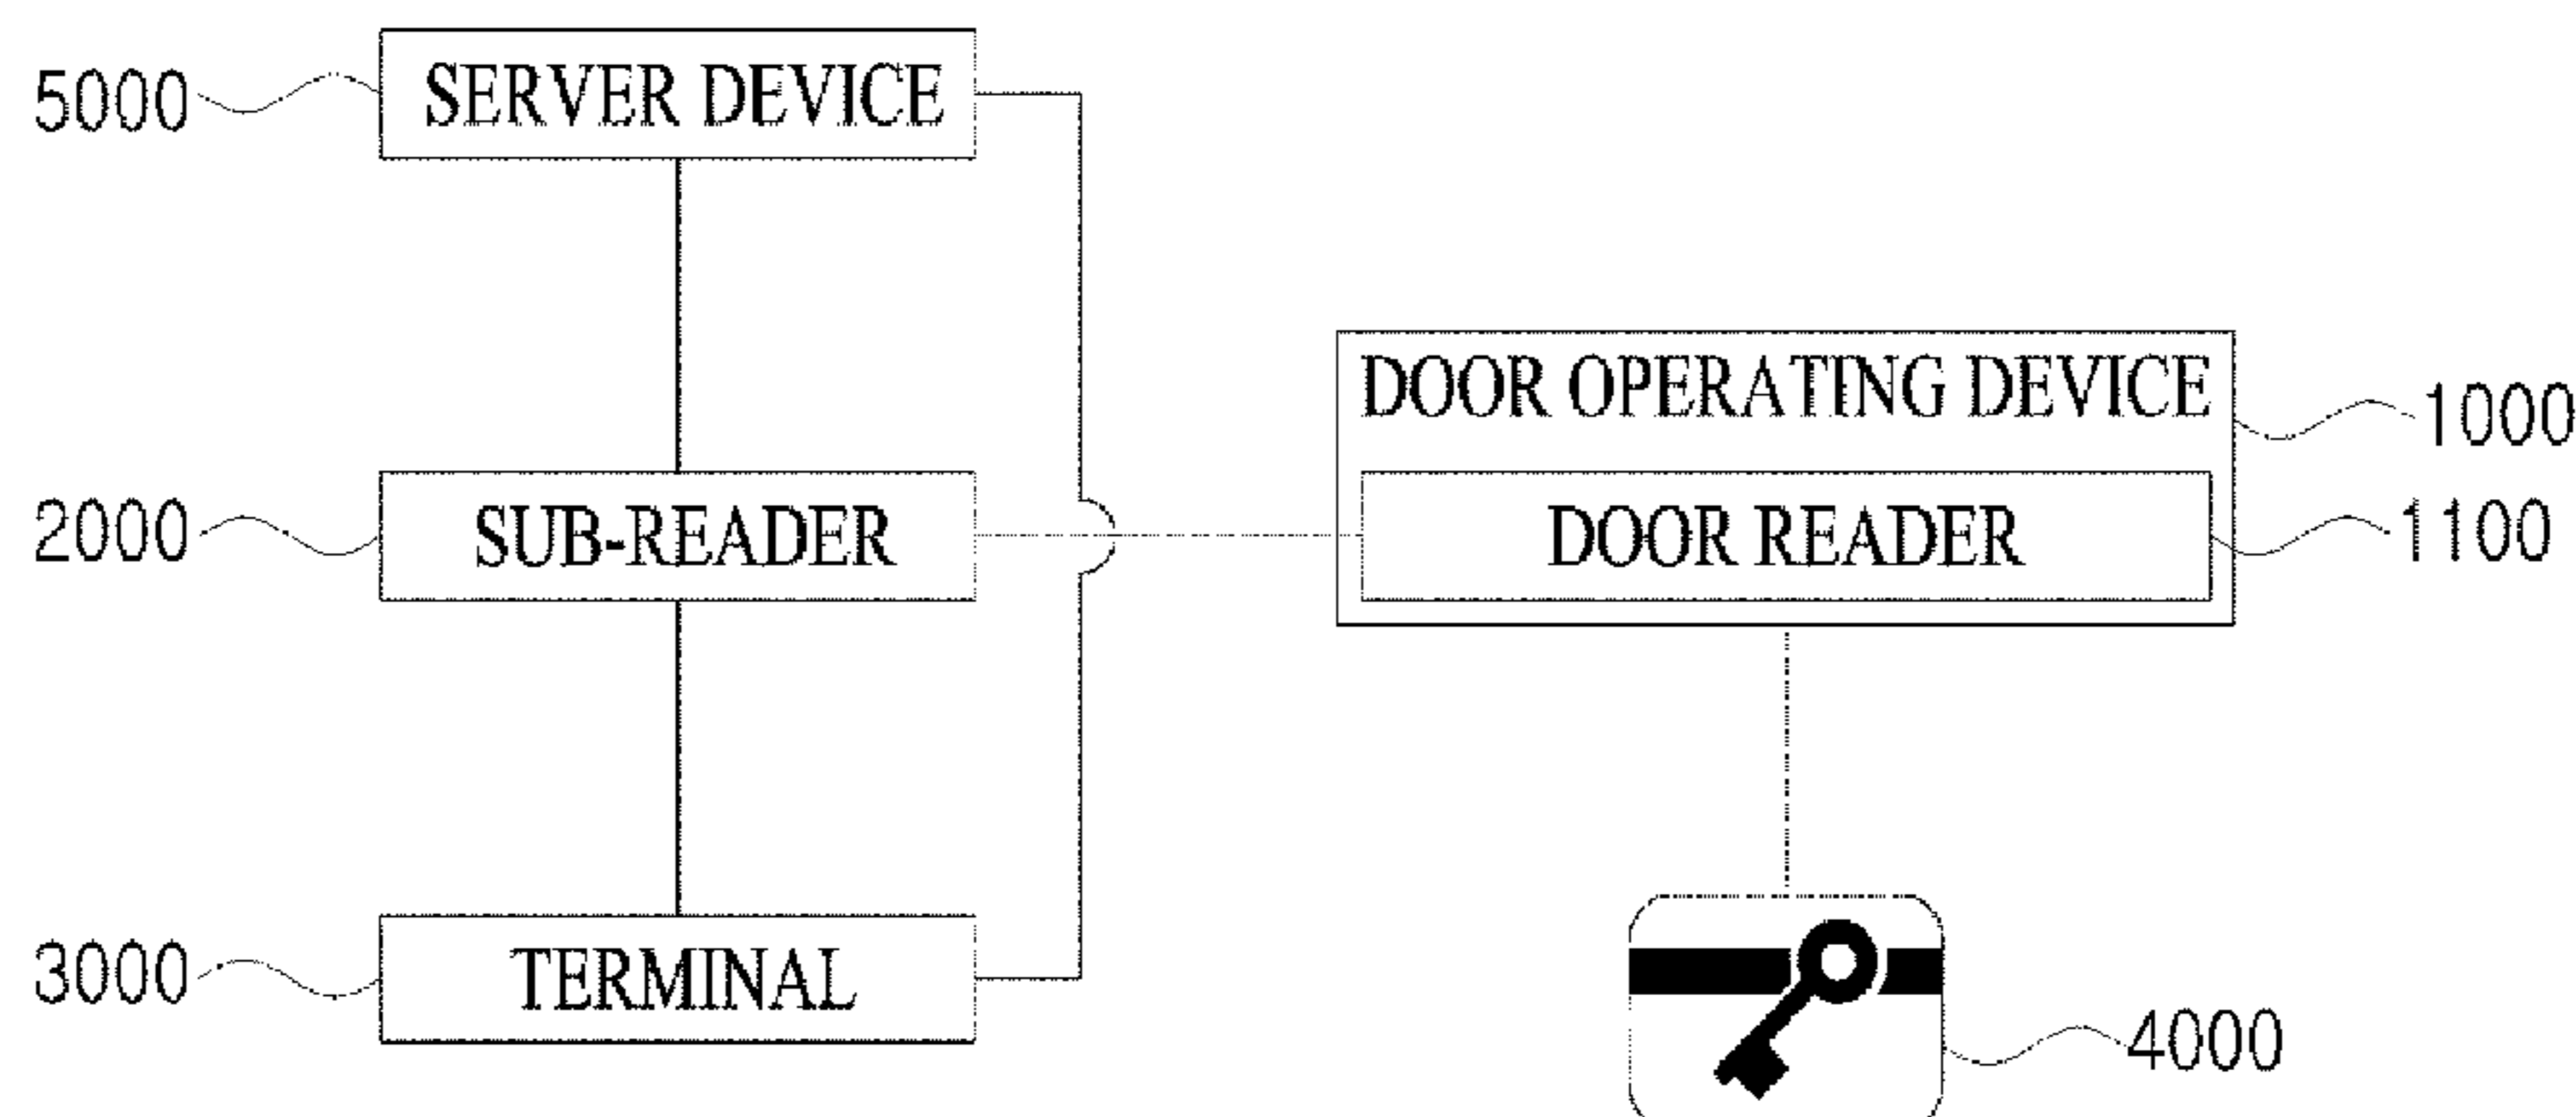 5000
SERVER DEVICE
DOOR OPERATING DEVICE
1000
2000
SUB-READER
DOOR READER
1100
3000
TERMINAL
4000